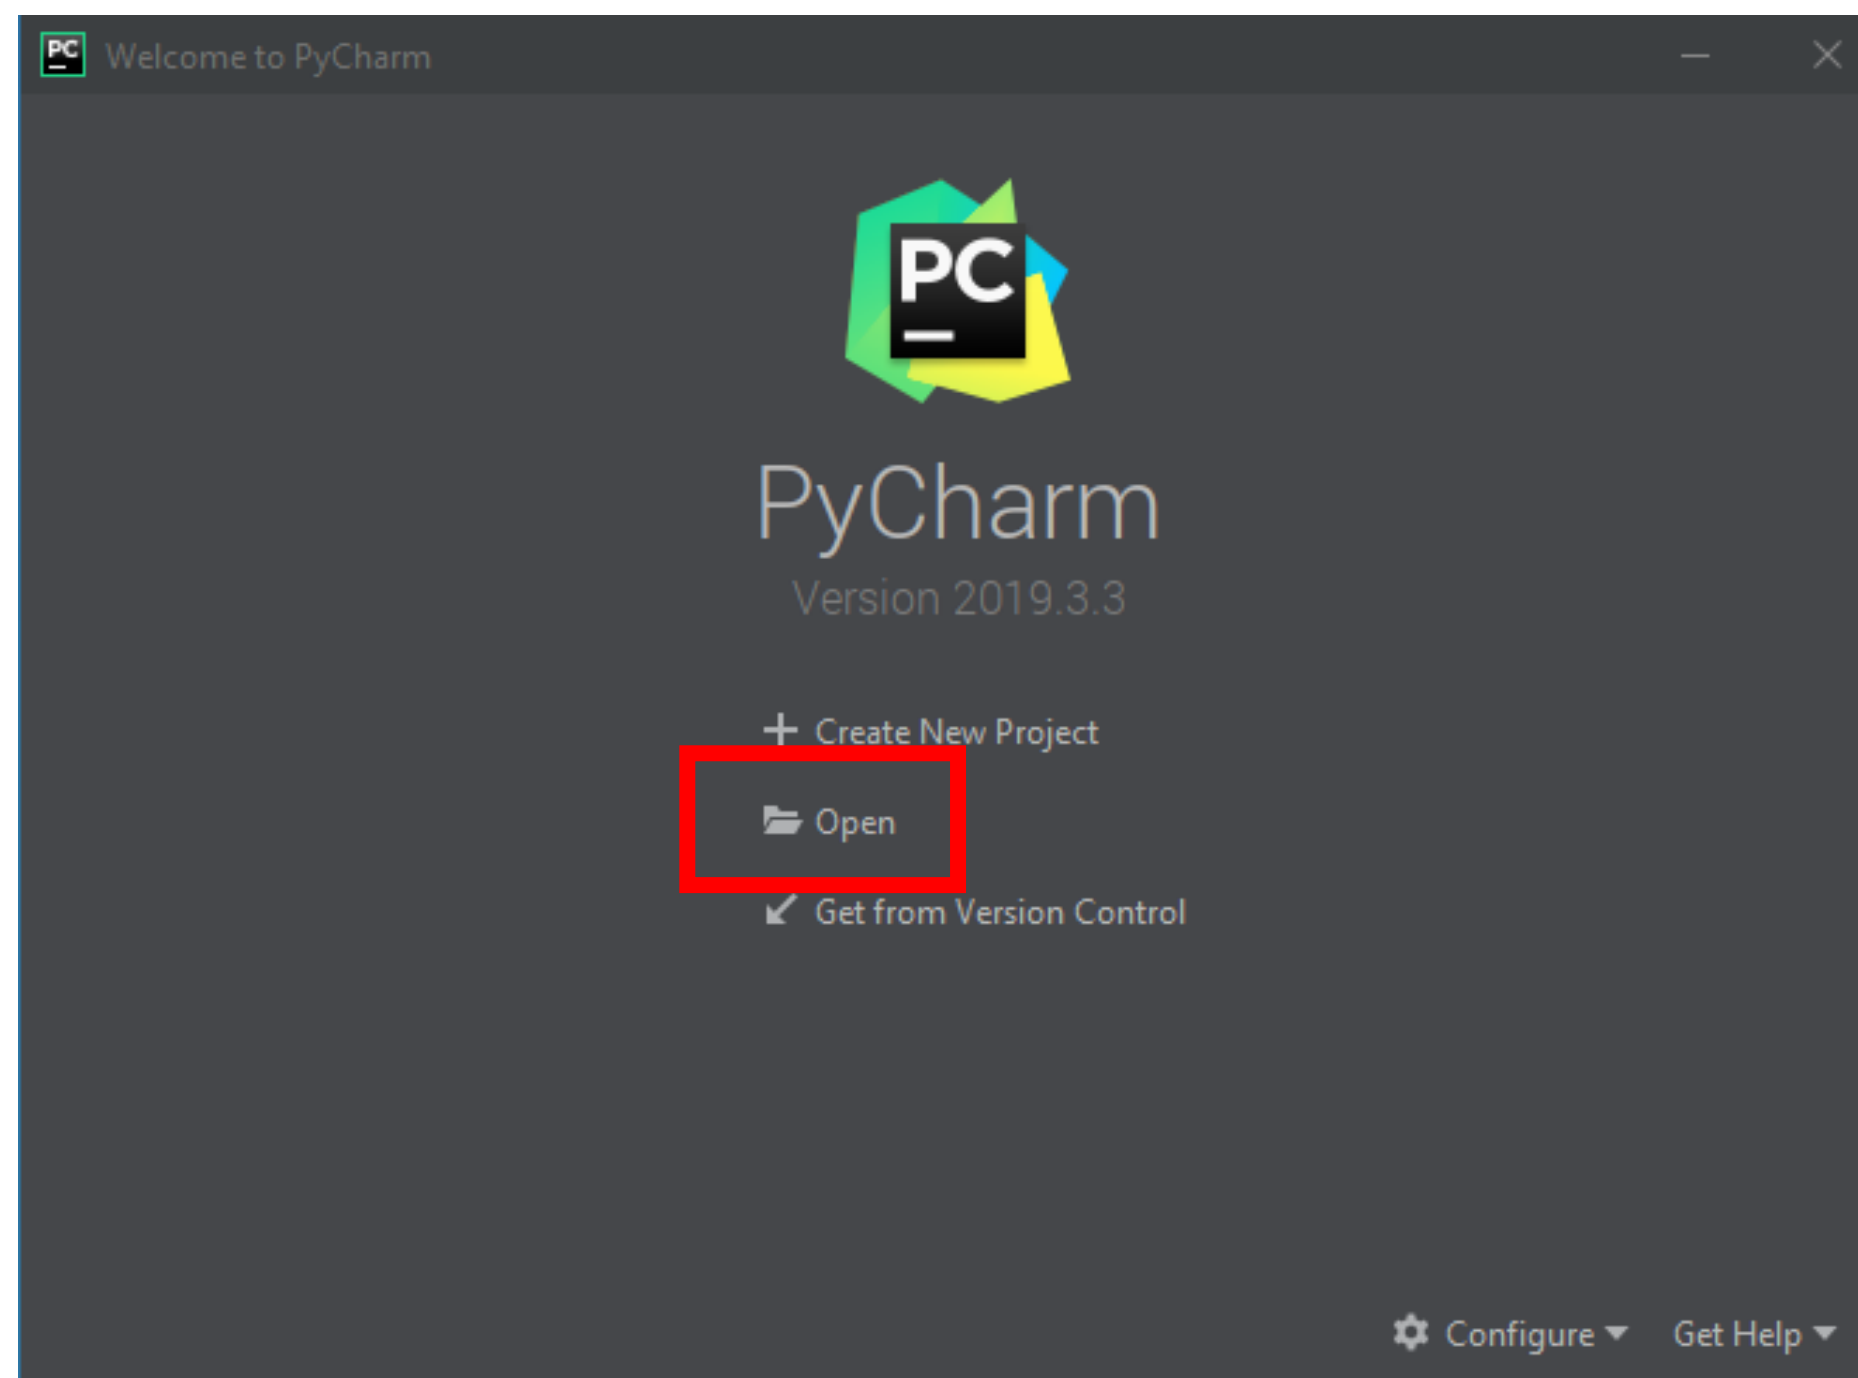 PC Welcome to PyCharm
PC
PyCharm
Version 2019.3.3
Create New Project
Open
Get from Version Control
Configure Get Help